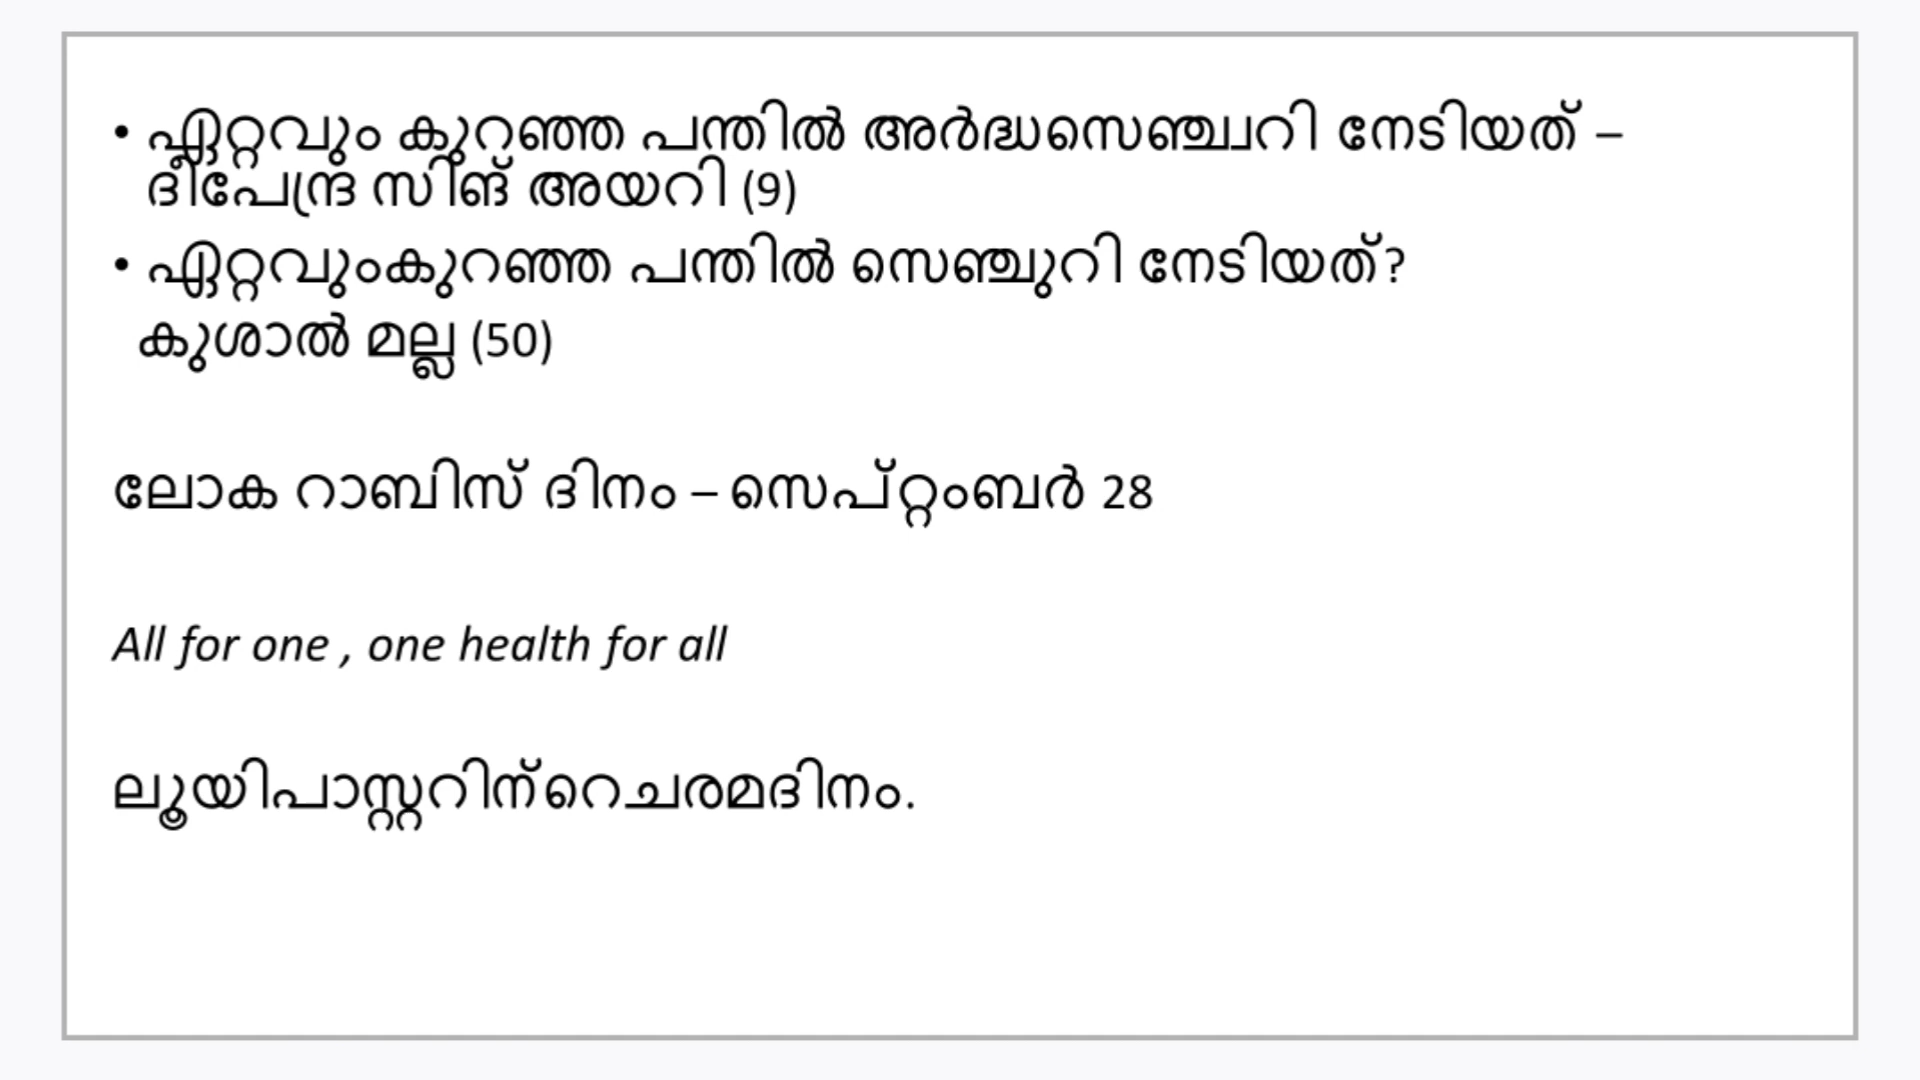 • ഏറ്റവും കുറഞ്ഞ പന്തിൽ അർദ്ധസെഞ്ച്വറി നേടിയത് –
ദീപേന്ദ്ര സിങ് അയറി (9)
• ഏറ്റവുംകുറഞ്ഞ പന്തിൽ സെഞ്ചുറി നേടിയത്?
കുശാൽ മല്ല (50)
ലോക റാബിസ് ദിനം – സെപ്റ്റംബർ 28
All for one , one health for all
ലൂയിപാസ്റ്ററിന്റെചരമദിനം.